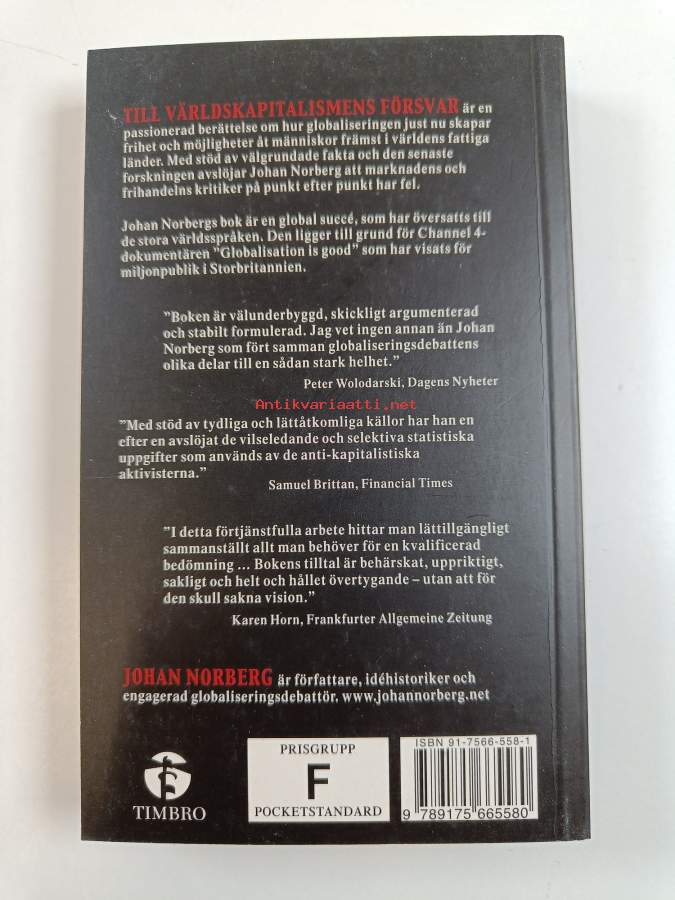 TILL VÄRLDSKAPITALISMENS FÖRSVAR är en
passionerad berättelse om hur globaliseringen just nu skapar
frihet och möjligheter åt människor främst i världens fattiga
länder. Med stöd av välgrundade fakta och den senaste
forskningen avslöjar Johan Norberg att marknadens och
frihandelns kritiker på punkt efter punkt har fel.
Johan Norbergs bok är en global succé, som har översatts till
de stora världsspråken. Den ligger till grund för Channel 4-
dokumentären ”Globalisation is good” som har visats för
miljonpublik i Storbritannien.
”Boken är välunderbyggd, skickligt argumenterad
och stabilt formulerad. Jag vet ingen annan än Johan
Norberg som fört samman globaliseringsdebattens
olika delar till en sådan stark helhet.”
Peter Wolodarski, Dagens Nyheter
Antikvariaatti.net
”Med stöd av tydliga och lättåtkomliga källor har han en
efter en avslöjat de vilseledande och selektiva statistiska
uppgifter som används av de anti-kapitalistiska
aktivisterna.”
Samuel Brittan, Financial Times
”I detta förtjänstfulla arbete hittar man lättillgängligt
sammanställt allt man behöver för en kvalificerad
bedömning ... Bokens tilltal är behärskat, uppriktigt,
sakligt och helt och hållet övertygande – utan att för
den skull sakna vision.”
Karen Horn, Frankfurter Allgemeine Zeitung
JOHAN NORBERG är författare, idéhistoriker och
engagerad globaliseringsdebattör. www.johannorberg.net
TIMBRO
PRISGRUPP
F
POCKETSTANDARD
ISBN 91-7566-558-1
9 789175 665580